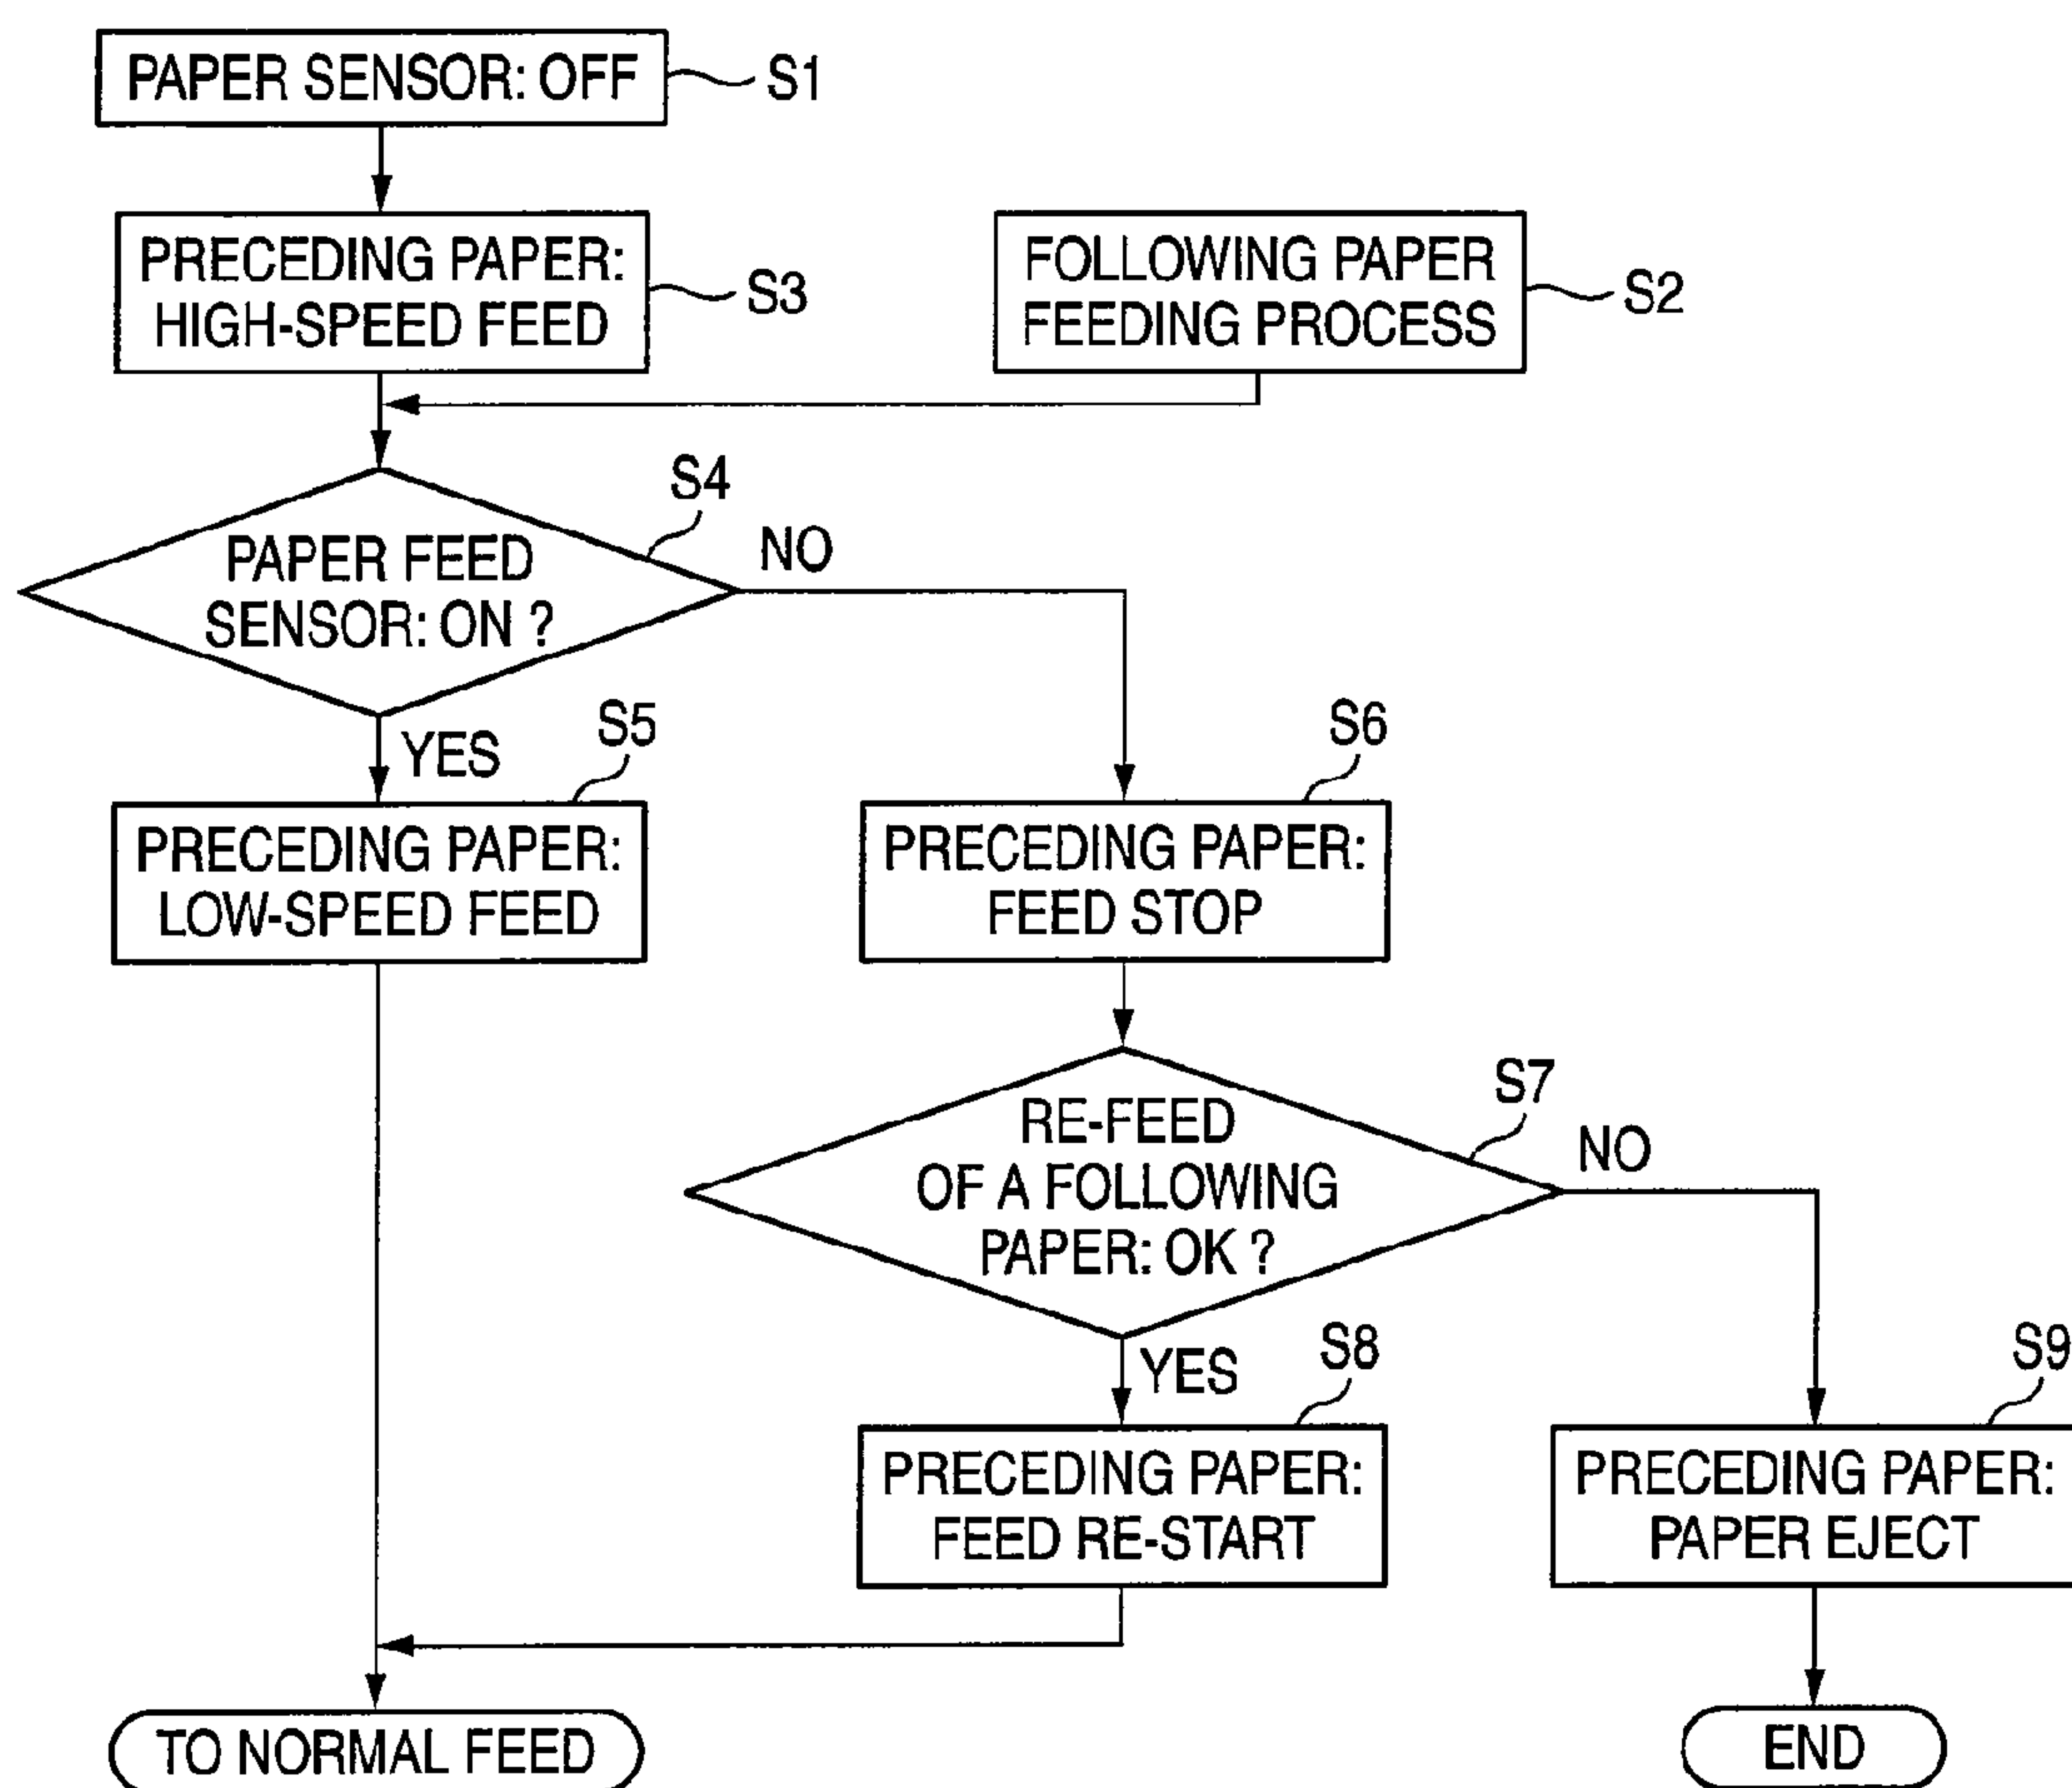 PAPER SENSOR: OFF
S1
PRECEDING PAPER:
HIGH-SPEED FEED
S3
FOLLOWING PAPER
FEEDING PROCESS
S2
S4
PAPER FEED
SENSOR: ON ?
NO
YES
S5
PRECEDING PAPER:
LOW-SPEED FEED
S6
PRECEDING PAPER:
FEED STOP
S7
RE-FEED
OF A FOLLOWING
PAPER: OK ?
NO
YES
S8
PRECEDING PAPER:
FEED RE-START
S9
PRECEDING PAPER:
PAPER EJECT
TO NORMAL FEED
END